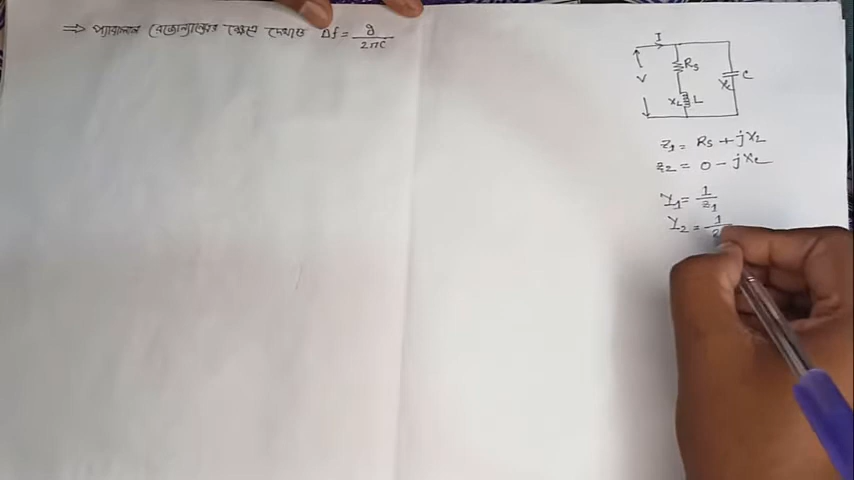 ⇒ প্যারালাল রেজোন্যান্সের ক্ষেত্রে দেখাও Δf = g/2πC
I
V
Rs
XL L
Xc C
Z1 = Rs + jXL
Z2 = 0 - jXc
Y1 = 1/Z1
Y2 = 1/Z